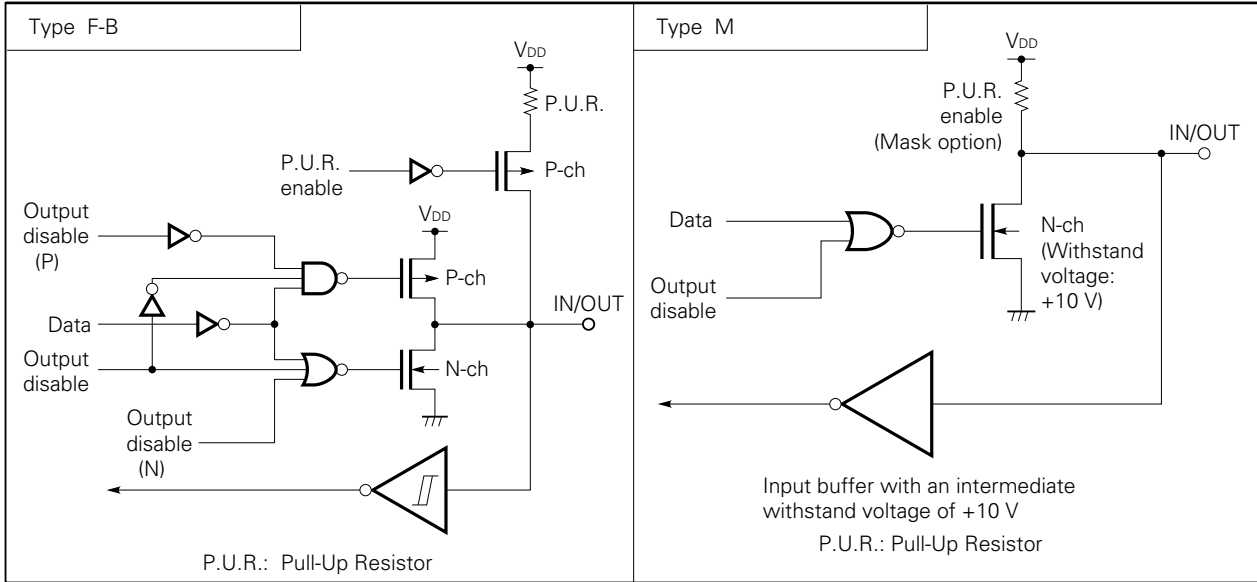 Type F-B
VDD
P.U.R.
P.U.R.
enable
P-ch
Output
disable
(P)
VDD
P-ch
IN/OUT
Data
Output
disable
N-ch
Output
disable
(N)
P.U.R.: Pull-Up Resistor
Type M
VDD
P.U.R.
enable
(Mask option)
IN/OUT
Data
N-ch
(Withstand
voltage:
+10 V)
Output
disable
Input buffer with an intermediate
withstand voltage of +10 V
P.U.R.: Pull-Up Resistor